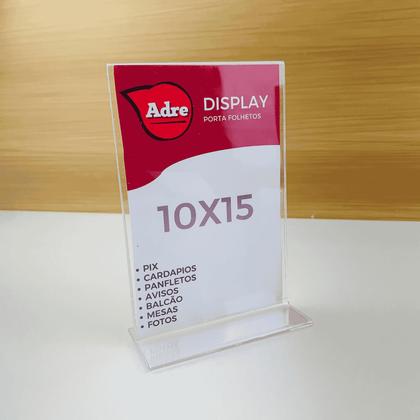 Adre
DISPLAY
PORTA FOLHETOS
10X15
• PIX
• CARDAPIOS
• PANFLETOS
• AVISOS
• BALCÃO
• MESAS
• FOTOS